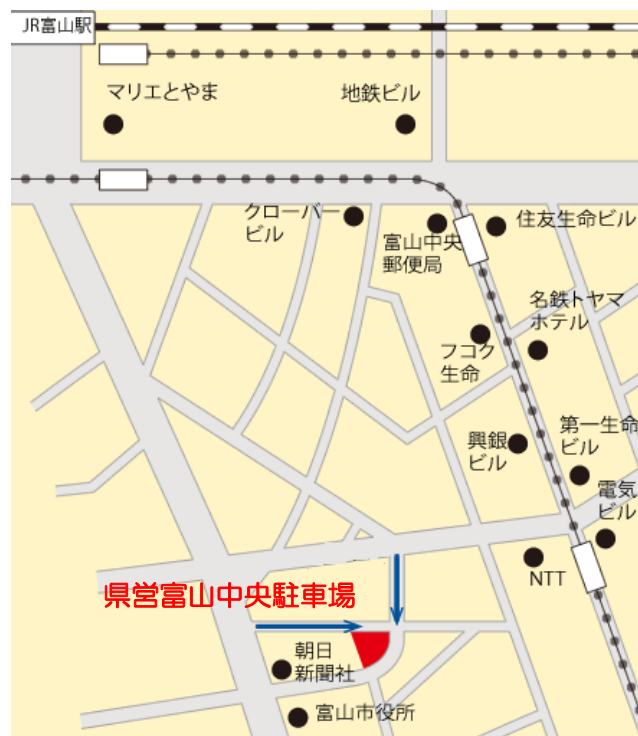 JR富山駅
マリエとやま
地鉄ビル
クローバー
ビル
富山中央
郵便局
住友生命ビル
名鉄トヤマ
ホテル
フコク
生命
興銀
ビル
第一生命
ビル
電気
ビル
NTT
県営富山中央駐車場
朝日
新聞社
富山市役所